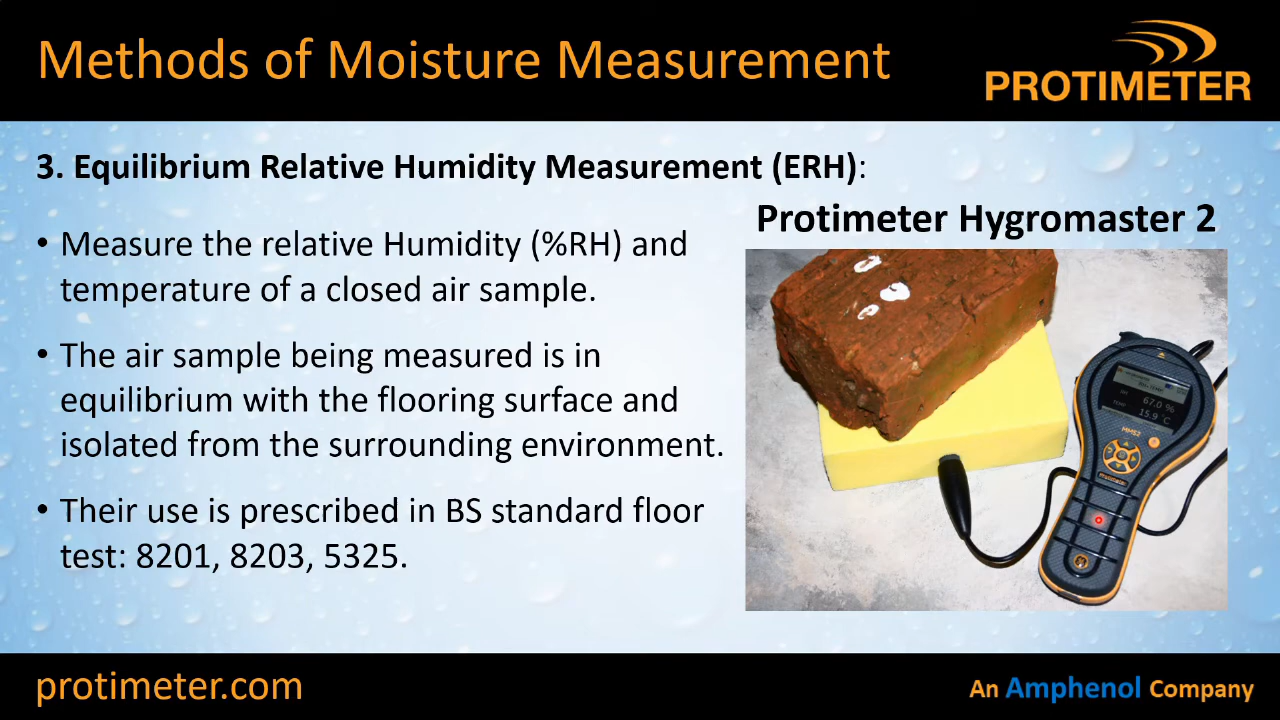 Methods of Moisture Measurement
PROTIMETER
3. Equilibrium Relative Humidity Measurement (ERH):
Protimeter Hygromaster 2
• Measure the relative Humidity (%RH) and
temperature of a closed air sample.
• The air sample being measured is in
equilibrium with the flooring surface and
isolated from the surrounding environment.
• Their use is prescribed in BS standard floor
test: 8201, 8203, 5325.
67.0 %
15.9 °C
MMS2
protimeter.com
An Amphenol Company